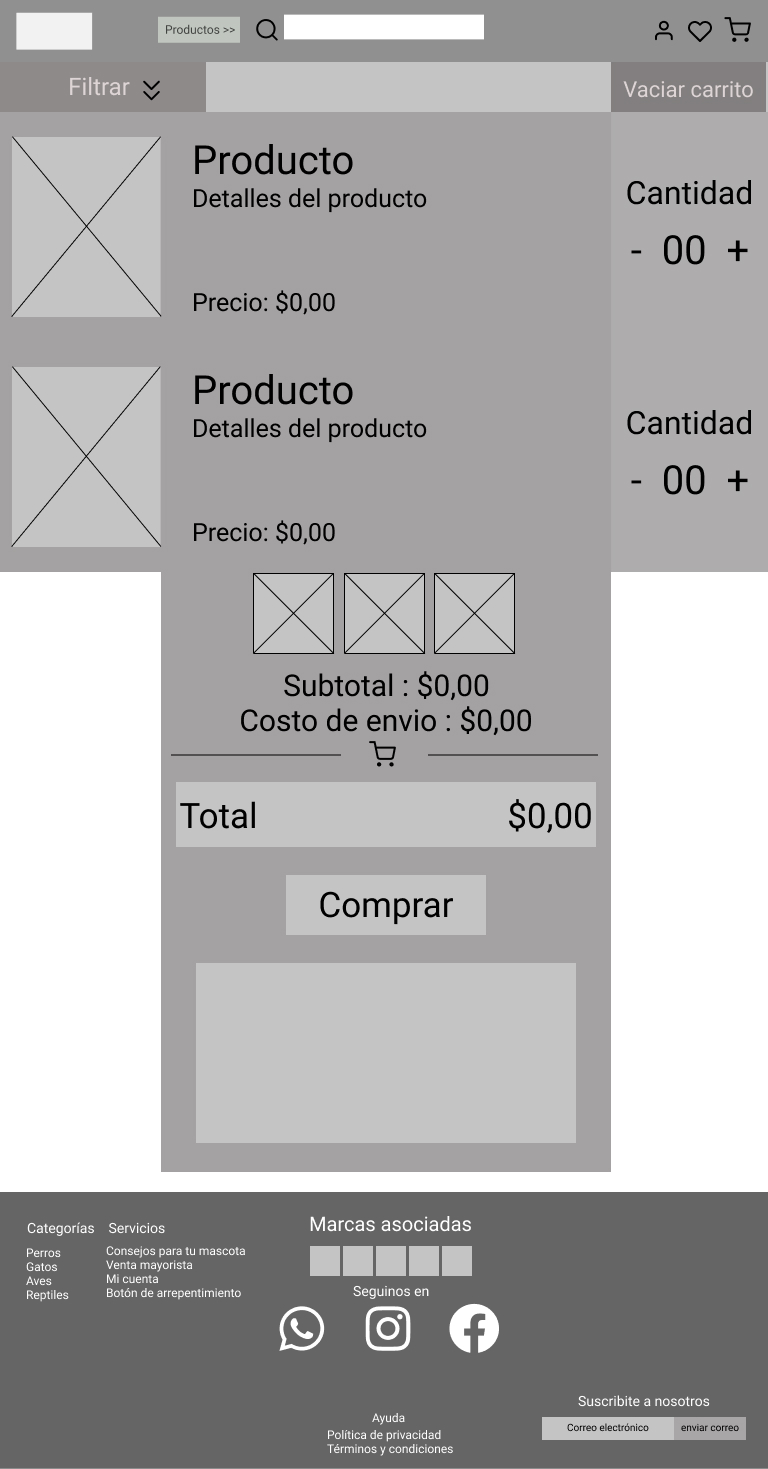 Productos >>
Filtrar
Vaciar carrito
Producto
Detalles del producto
Precio: $0,00
Cantidad
- 00 +
Producto
Detalles del producto
Precio: $0,00
Cantidad
- 00 +
Subtotal : $0,00
Costo de envio : $0,00
Total $0,00
Comprar
Categorías
Perros
Gatos
Aves
Reptiles
Servicios
Consejos para tu mascota
Venta mayorista
Mi cuenta
Botón de arrepentimiento
Marcas asociadas
Seguinos en
Ayuda
Política de privacidad
Términos y condiciones
Suscribite a nosotros
Correo electrónico
enviar correo